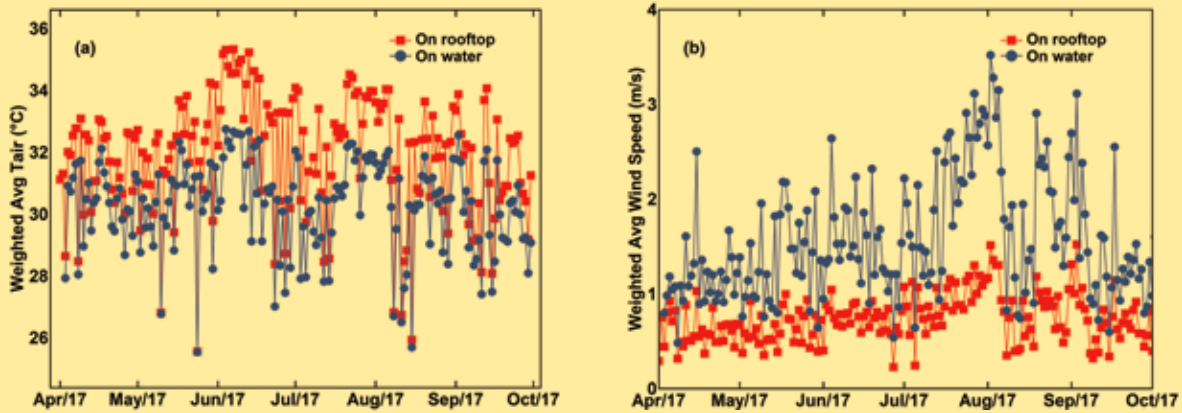 (a)
On rooftop
On water
Weighted Avg Tair (°C)
36
34
32
30
28
26
Apr/17
May/17
Jun/17
Jul/17
Aug/17
Sep/17
Oct/17
(b)
On rooftop
On water
Weighted Avg Wind Speed (m/s)
4
3
2
1
0
Apr/17
May/17
Jun/17
Jul/17
Aug/17
Sep/17
Oct/17